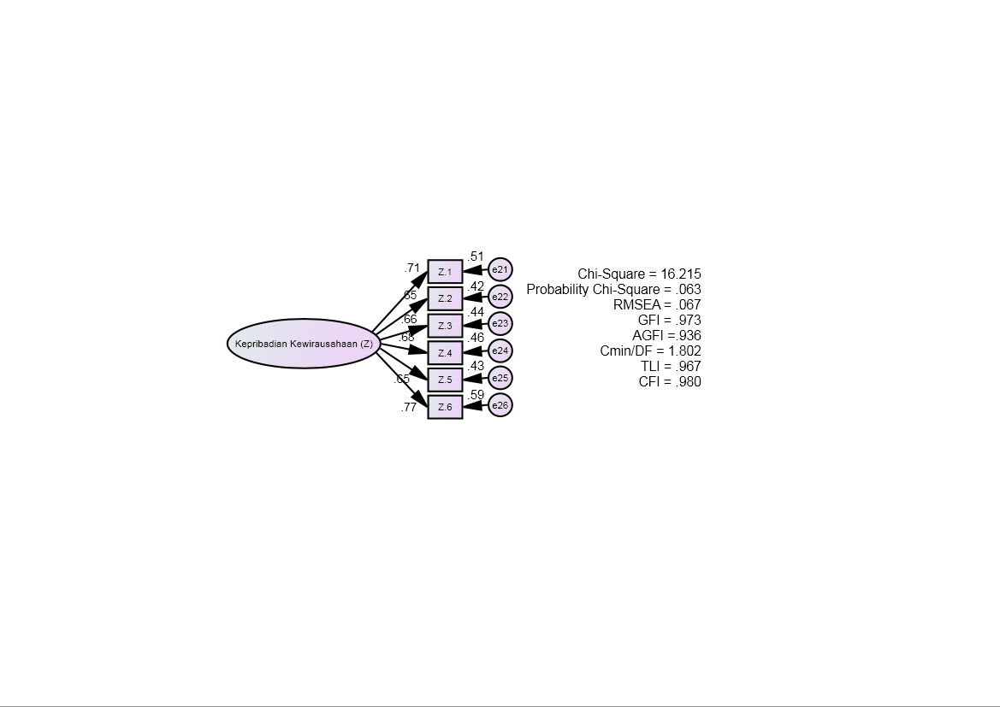 .51
.71
Z.1
e21
Chi-Square = 16.215
Probability Chi-Square = .063
RMSEA = .067
GFI = .973
AGFI =.936
Cmin/DF = 1.802
TLI = .967
CFI = .980
.42
.65
Z.2
e22
.44
.66
Z.3
e23
.46
.68
Z.4
e24
Kepribadian Kewirausahaan (Z)
.43
.65
Z.5
e25
.59
.77
Z.6
e26